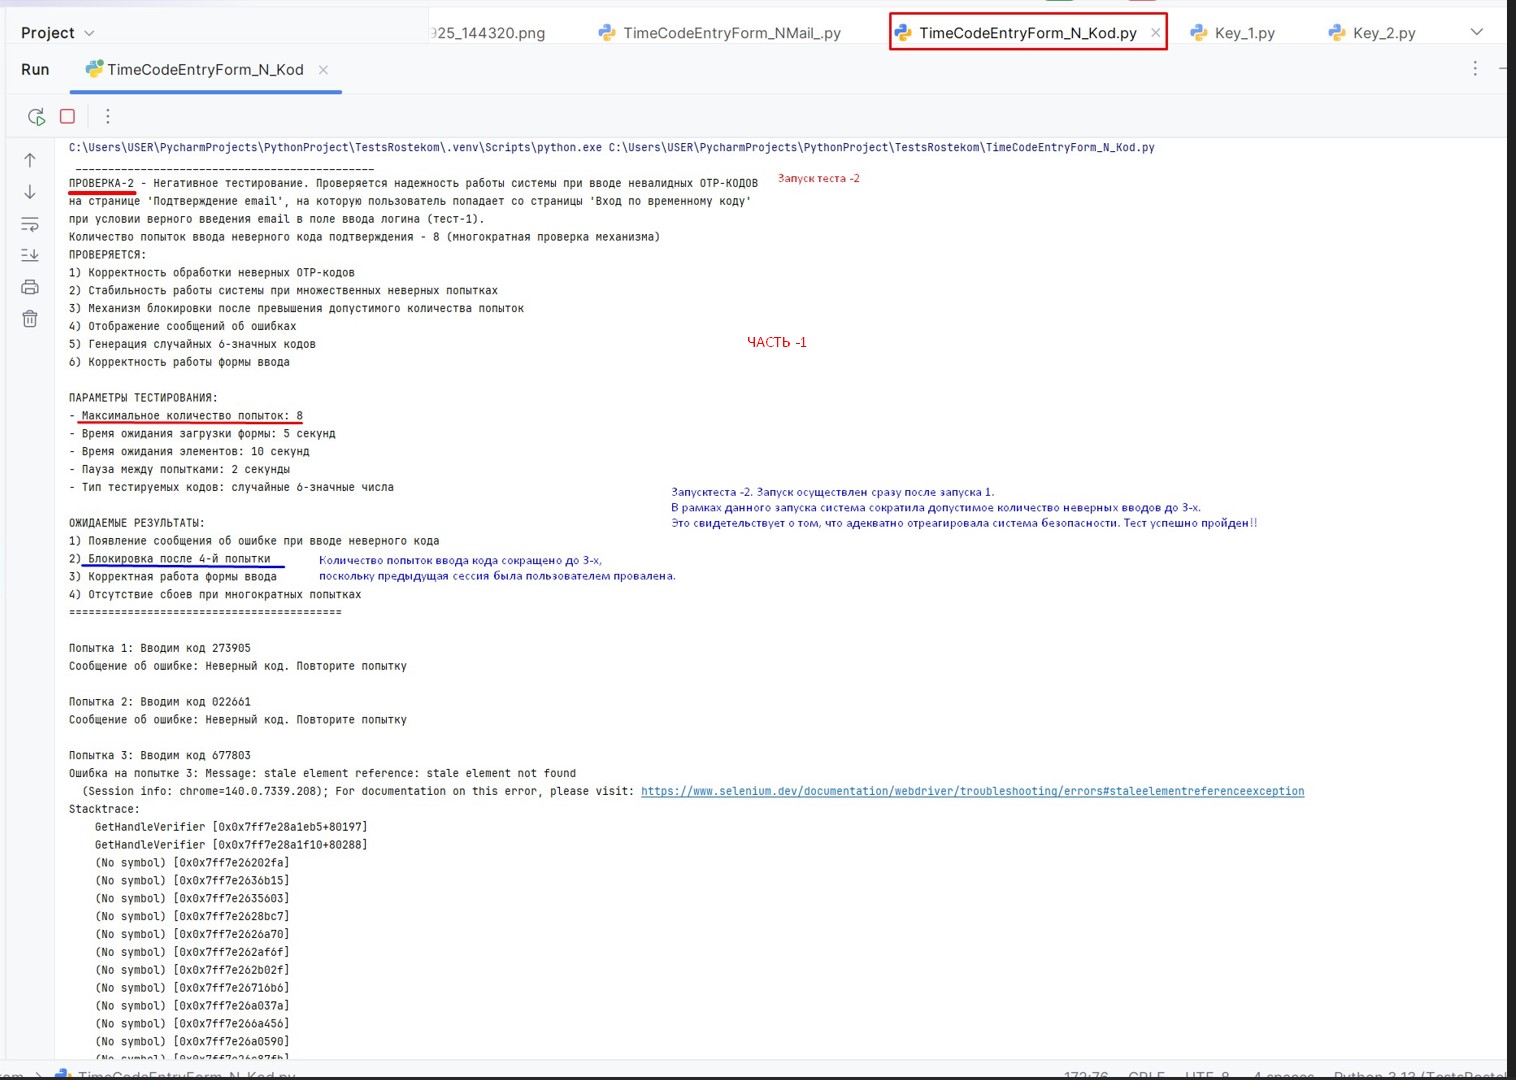 Project
925_144320.png
TimeCodeEntryForm_NMail_.py
TimeCodeEntryForm_N_Kod.py
Key_1.py
Key_2.py
Run
TimeCodeEntryForm_N_Kod
C:\Users\USER\PycharmProjects\PythonProject\TestsRostekom\.venv\Scripts\python.exe C:\Users\USER\PycharmProjects\PythonProject\TestsRostekom\TimeCodeEntryForm_N_Kod.py
______________________________________________
ПРОВЕРКА-2 - Негативное тестирование. Проверяется надежность работы системы при вводе невалидных ОТР-КОДОВ
Запуск теста -2
на странице 'Подтверждение email', на которую пользователь попадает со страницы 'Вход по временному коду'
при условии верного введения email в поле ввода логина (тест-1).
Количество попыток ввода неверного кода подтверждения - 8 (многократная проверка механизма)
ПРОВЕРЯЕТСЯ:
1) Корректность обработки неверных ОТР-кодов
2) Стабильность работы системы при множественных неверных попытках
3) Механизм блокировки после превышения допустимого количества попыток
4) Отображение сообщений об ошибках
5) Генерация случайных 6-значных кодов
ЧАСТЬ -1
6) Корректность работы формы ввода
ПАРАМЕТРЫ ТЕСТИРОВАНИЯ:
- Максимальное количество попыток: 8
- Время ожидания загрузки формы: 5 секунд
- Время ожидания элементов: 10 секунд
- Пауза между попытками: 2 секунды
- Тип тестируемых кодов: случайные 6-значные числа
Запусктеста -2. Запуск осуществлен сразу после запуска 1.
В рамках данного запуска система сократила допустимое количество неверных вводов до 3-х.
Это свидетельствует о том, что адекватно отреагировала система безопасности. Тест успешно пройден!!
ОЖИДАЕМЫЕ РЕЗУЛЬТАТЫ:
1) Появление сообщения об ошибке при вводе неверного кода
2) Блокировка после 4-й попытки
Количество попыток ввода кода сокращено до 3-х,
поскольку предыдущая сессия была пользователем провалена.
3) Корректная работа формы ввода
4) Отсутствие сбоев при многократных попытках
==========================================
Попытка 1: Вводим код 273905
Сообщение об ошибке: Неверный код. Повторите попытку
Попытка 2: Вводим код 022661
Сообщение об ошибке: Неверный код. Повторите попытку
Попытка 3: Вводим код 677803
Ошибка на попытке 3: Message: stale element reference: stale element not found
(Session info: chrome=140.0.7339.208); For documentation on this error, please visit: https://www.selenium.dev/documentation/webdriver/troubleshooting/errors#staleelementreferenceexception
Stacktrace:
GetHandleVerifier [0x0x7ff7e28a1eb5+80197]
GetHandleVerifier [0x0x7ff7e28a1f10+80288]
(No symbol) [0x0x7ff7e26202fa]
(No symbol) [0x0x7ff7e2636b15]
(No symbol) [0x0x7ff7e2635603]
(No symbol) [0x0x7ff7e2628bc7]
(No symbol) [0x0x7ff7e2626a70]
(No symbol) [0x0x7ff7e262af6f]
(No symbol) [0x0x7ff7e262b02f]
(No symbol) [0x0x7ff7e26716b6]
(No symbol) [0x0x7ff7e26a037a]
(No symbol) [0x0x7ff7e266a456]
(No symbol) [0x0x7ff7e26a0590]
(No symbol)
TimeCodeEntryForm_N_Kod.py
172:76 CRLF UTF-8 4 spaces Python 3.13